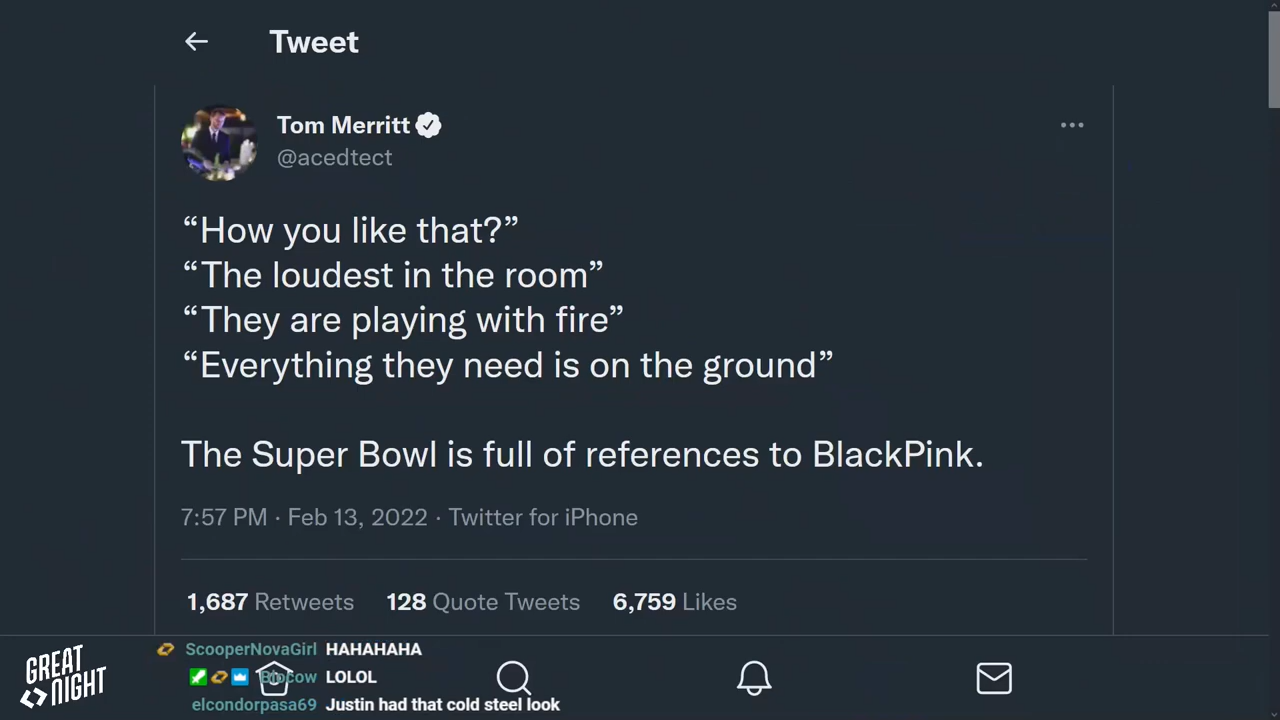 Tweet
Tom Merritt
@acedtect
“How you like that?”
“The loudest in the room”
“They are playing with fire”
“Everything they need is on the ground”
The Super Bowl is full of references to BlackPink.
7:57 PM · Feb 13, 2022 · Twitter for iPhone
1,687 Retweets 128 Quote Tweets 6,759 Likes
GREAT
NIGHT
ScooperNovaGirl HAHAHAHA
Blocow LOLOL
elcondorpasa69 Justin had that cold steel look